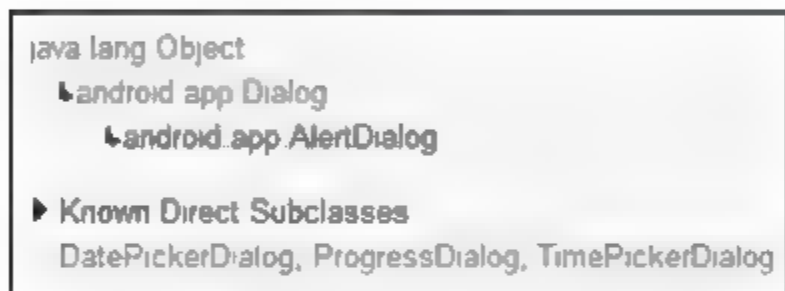 java lang Object
android app Dialog
android.app.AlertDialog
Known Direct Subclasses
DatePickerDialog, ProgressDialog, TimePickerDialog